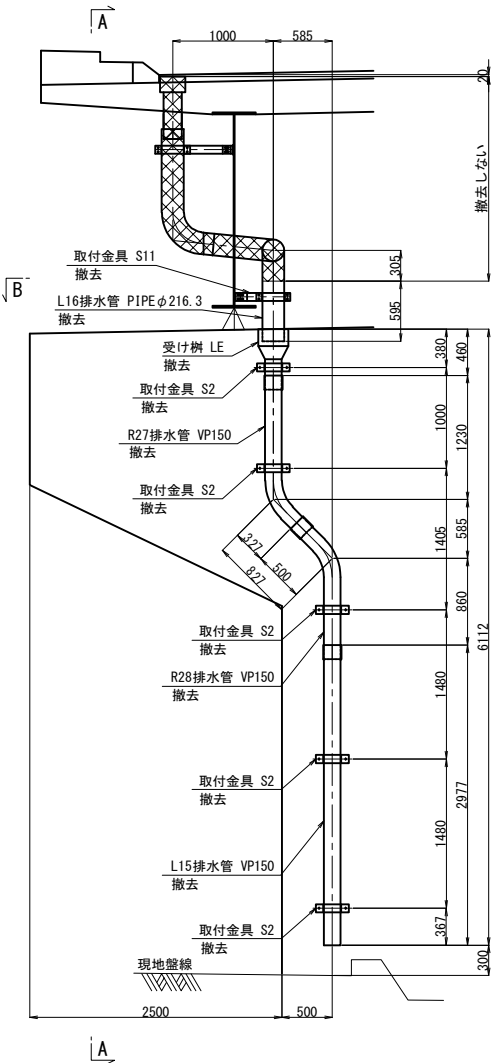 A
1000
585
20
撤去しない
取付金具 S11
撤去
305
B
L16排水管 PIPEφ216.3
撤去
595
受け桝 LE
撤去
380
460
取付金具 S2
撤去
1000
1230
R27排水管 VP150
撤去
取付金具 S2
撤去
1405
585
327
500
827
860
6112
取付金具 S2
撤去
R28排水管 VP150
撤去
1480
2977
取付金具 S2
撤去
1480
L15排水管 VP150
撤去
取付金具 S2
撤去
367
現地盤線
300
2500
500
A